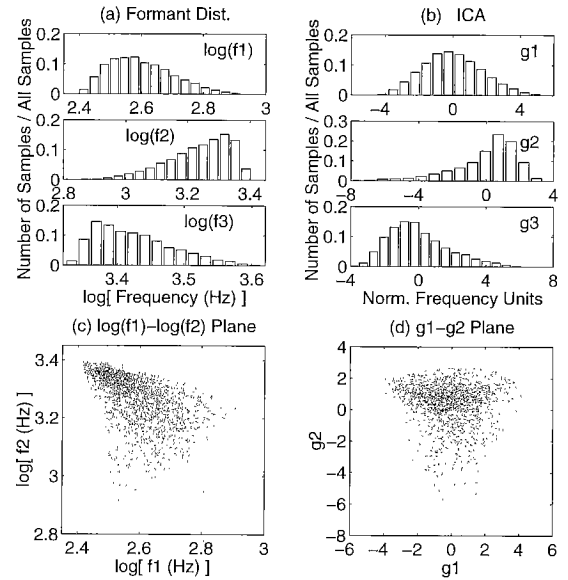 (a) Formant Dist.
log(f1)
0.2
0.1
0
2.4 2.6 2.8 3
log(f2)
0.2
0.1
0
2.8 3 3.2 3.4
log(f3)
0.2
0.1
0
3.4 3.5 3.6
log[ Frequency (Hz) ]
Number of Samples / All Samples
(b) ICA
g1
0.2
0.1
0
−4 0 4
g2
0.3
0.2
0.1
0
−8 −4 0 4
g3
0.2
0.1
0
−4 0 4 8
Norm. Frequency Units
Number of Samples / All Samples
(c) log(f1)−log(f2) Plane
3.4
3.2
3
2.8
2.4 2.6 2.8 3
log[ f2 (Hz) ]
log[ f1 (Hz) ]
(d) g1−g2 Plane
4
2
0
−2
−4
−6
−8
−6 −4 −2 0 2 4 6
g2
g1